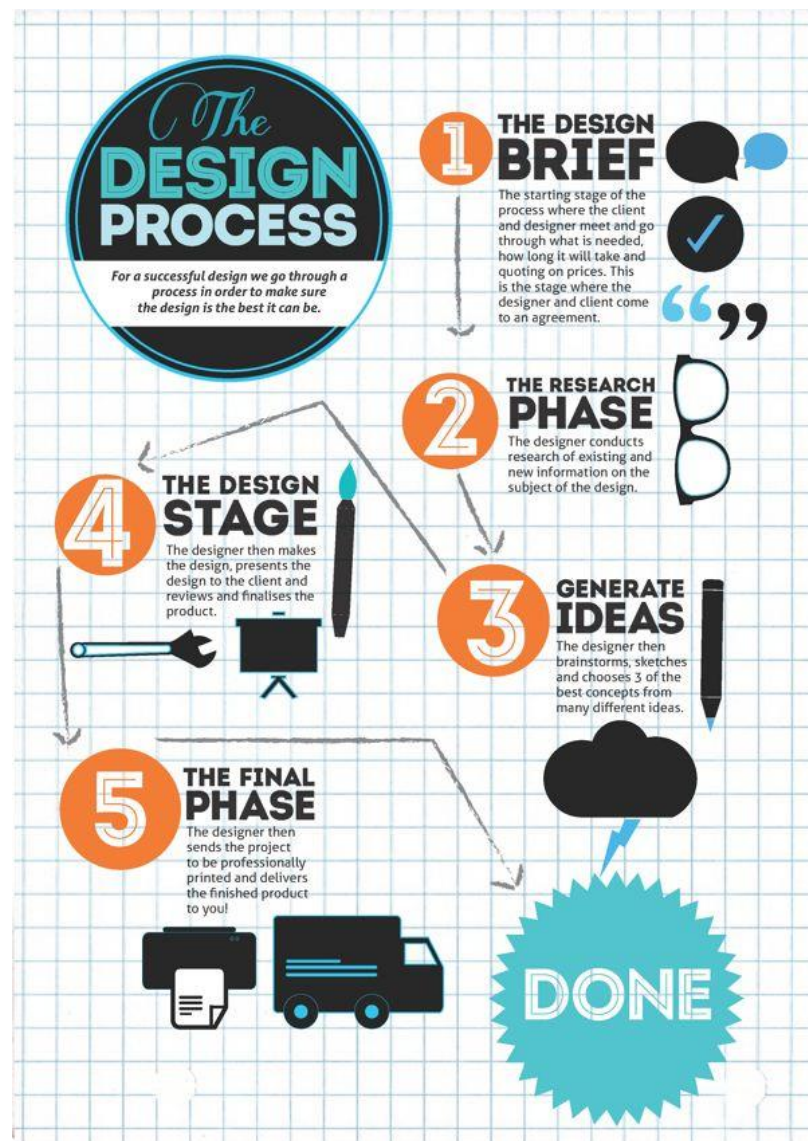 The
DESIGN
PROCESS
For a successful design we go through a
process in order to make sure
the design is the best it can be.
1
THE DESIGN
BRIEF
The starting stage of the
process where the client
and designer meet and go
through what is needed,
how long it will take and
quoting on prices. This
is the stage where the
designer and client come
to an agreement.
“ ”
2
THE RESEARCH
PHASE
The designer conducts
research of existing and
new information on the
subject of the design.
3
GENERATE
IDEAS
The designer then
brainstorms, sketches
and chooses 3 of the
best concepts from
many different ideas.
4
THE DESIGN
STAGE
The designer then makes
the design, presents the
design to the client and
reviews and finalises the
product.
5
THE FINAL
PHASE
The designer then
sends the project
to be professionally
printed and delivers
the finished product
to you!
DONE